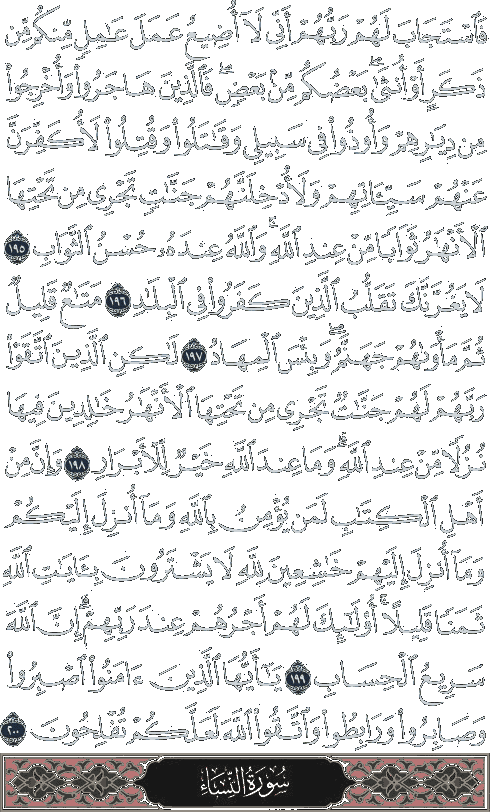 فَٱسْتَجَابَ لَهُمْ رَبُّهُمْ أَنِّى لَآ أُضِيعُ عَمَلَ عَٰمِلٍ مِّنكُم مِّن
ذَكَرٍ أَوْ أُنثَىٰ ۖ بَعْضُكُم مِّنۢ بَعْضٍ ۖ فَٱلَّذِينَ هَاجَرُوا۟ وَأُخْرِجُوا۟
مِن دِيَٰرِهِمْ وَأُوذُوا۟ فِى سَبِيلِى وَقَٰتَلُوا۟ وَقُتِلُوا۟ لَأُكَفِّرَنَّ
عَنْهُمْ سَيِّـَٔاتِهِمْ وَلَأُدْخِلَنَّهُمْ جَنَّٰتٍ تَجْرِى مِن تَحْتِهَا
ٱلْأَنْهَٰرُ ثَوَابًا مِّنْ عِندِ ٱللَّهِ ۗ وَٱللَّهُ عِندَهُۥ حُسْنُ ٱلثَّوَابِ ١٩٥
لَا يَغُرَّنَّكَ تَقَلُّبُ ٱلَّذِينَ كَفَرُوا۟ فِى ٱلْبِلَٰدِ ١٩٦ مَتَٰعٌ قَلِيلٌ
ثُمَّ مَأْوَىٰهُمْ جَهَنَّمُ ۚ وَبِئْسَ ٱلْمِهَادُ ١٩٧ لَٰكِنِ ٱلَّذِينَ ٱتَّقَوْا۟
رَبَّهُمْ لَهُمْ جَنَّٰتٌ تَجْرِى مِن تَحْتِهَا ٱلْأَنْهَٰرُ خَٰلِدِينَ فِيهَا
نُزُلًا مِّنْ عِندِ ٱللَّهِ ۗ وَمَا عِندَ ٱللَّهِ خَيْرٌ لِّلْأَبْرَارِ ١٩٨ وَإِنَّ مِنْ
أَهْلِ ٱلْكِتَٰبِ لَمَن يُؤْمِنُ بِٱللَّهِ وَمَآ أُنزِلَ إِلَيْكُمْ
وَمَآ أُنزِلَ إِلَيْهِمْ خَٰشِعِينَ لِلَّهِ لَا يَشْتَرُونَ بِـَٔايَٰتِ ٱللَّهِ
ثَمَنًا قَلِيلًا ۗ أُو۟لَٰٓئِكَ لَهُمْ أَجْرُهُمْ عِندَ رَبِّهِمْ ۗ إِنَّ ٱللَّهَ
سَرِيعُ ٱلْحِسَابِ ١٩٩ يَٰٓأَيُّهَا ٱلَّذِينَ ءَامَنُوا۟ ٱصْبِرُوا۟
وَصَابِرُوا۟ وَرَابِطُوا۟ وَٱتَّقُوا۟ ٱللَّهَ لَعَلَّكُمْ تُفْلِحُونَ ٢٠٠
سُورَةُ النِّسَاءِ